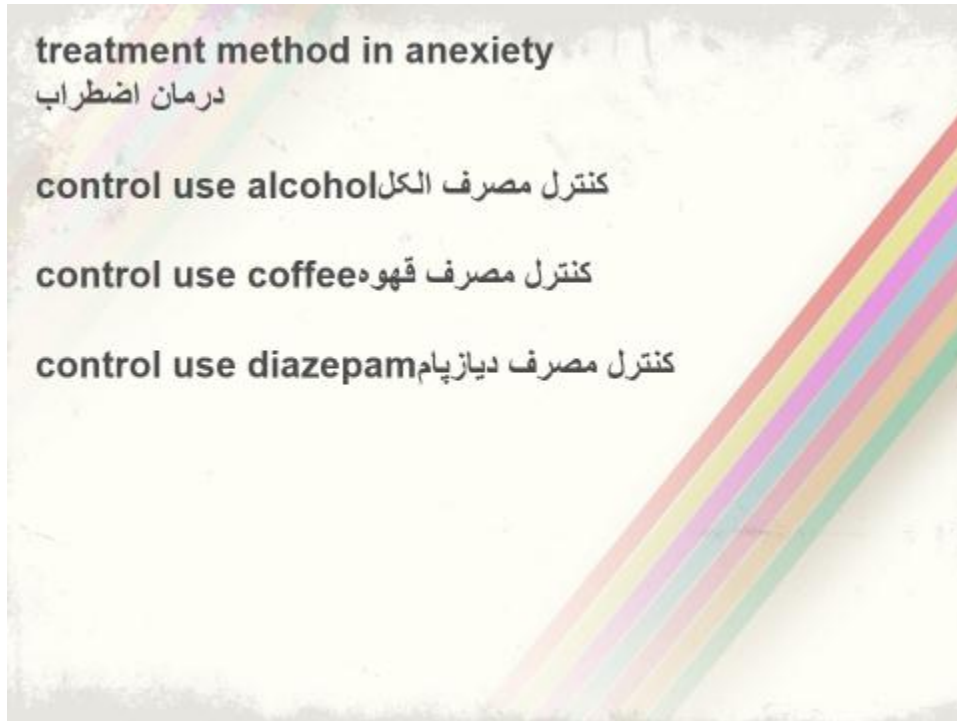 treatment method in anexiety
درمان اضطراب
control use alcoholکنترل مصرف الکل
control use coffeeکنترل مصرف قهوه
control use diazepamکنترل مصرف دیازپام